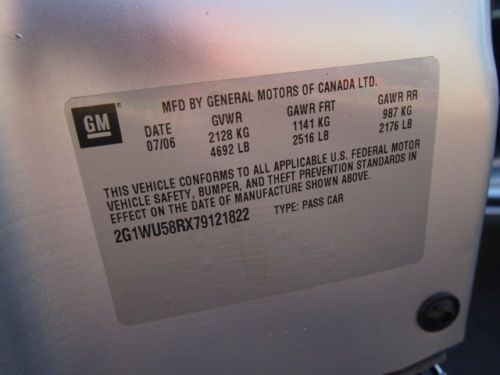 MFD BY GENERAL MOTORS OF CANADA LTD.
GM
DATE GVWR GAWR FRT GAWR RR
07/06 2128 KG 1141 KG 987 KG
4692 LB 2516 LB 2176 LB
THIS VEHICLE CONFORMS TO ALL APPLICABLE U.S. FEDERAL MOTOR
VEHICLE SAFETY, BUMPER, AND THEFT PREVENTION STANDARDS IN
EFFECT ON THE DATE OF MANUFACTURE SHOWN ABOVE.
2G1WU58RX79121822 TYPE: PASS CAR